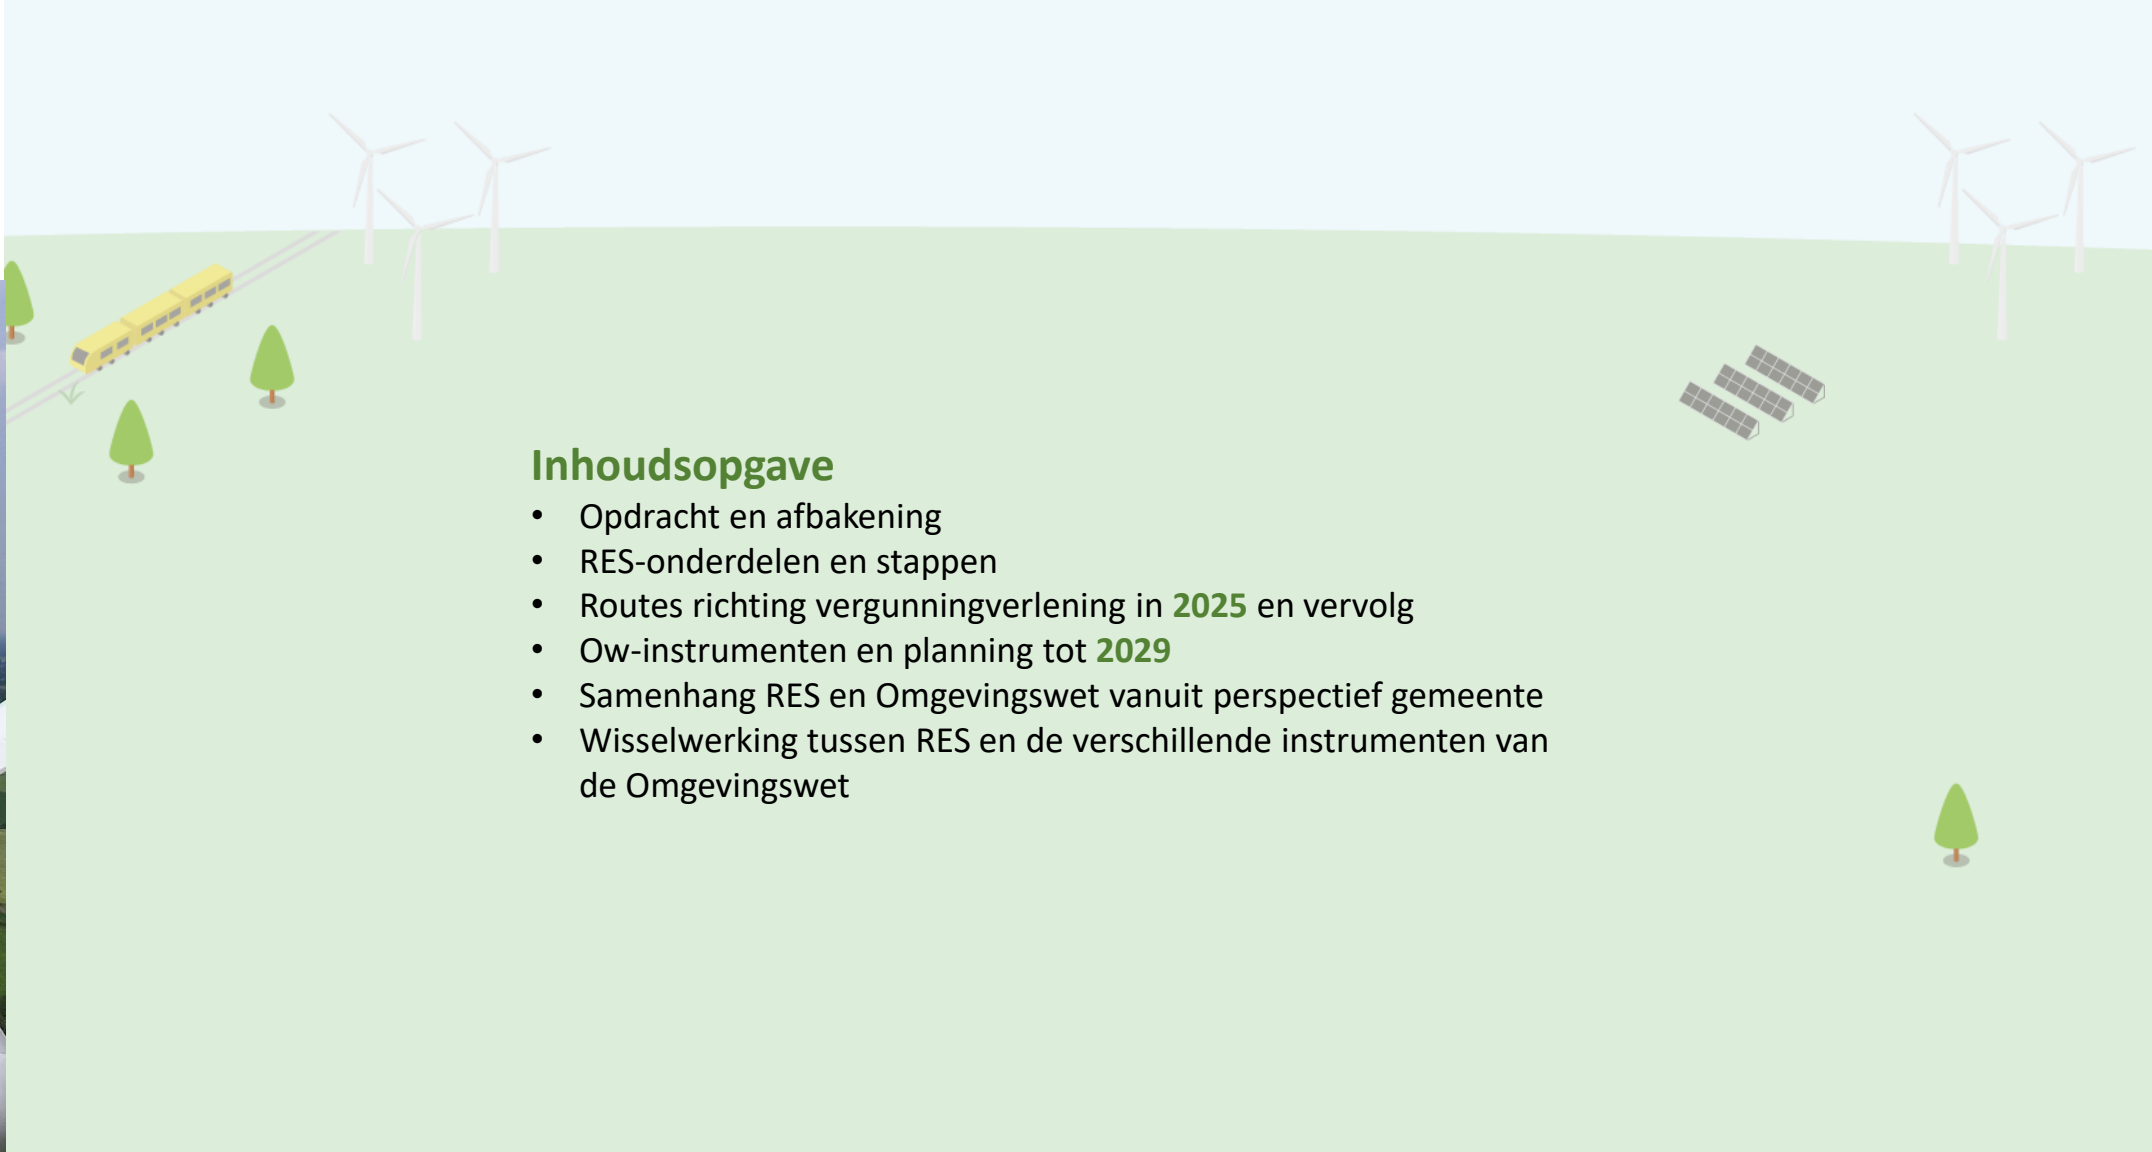 Inhoudsopgave
• Opdracht en afbakening
• RES-onderdelen en stappen
• Routes richting vergunningverlening in 2025 en vervolg
• Ow-instrumenten en planning tot 2029
• Samenhang RES en Omgevingswet vanuit perspectief gemeente
• Wisselwerking tussen RES en de verschillende instrumenten van
de Omgevingswet